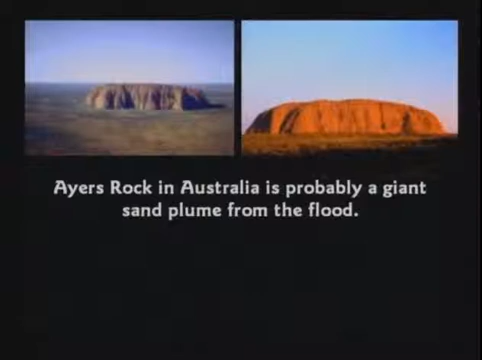 Ayers Rock in Australia is probably a giant
sand plume from the flood.